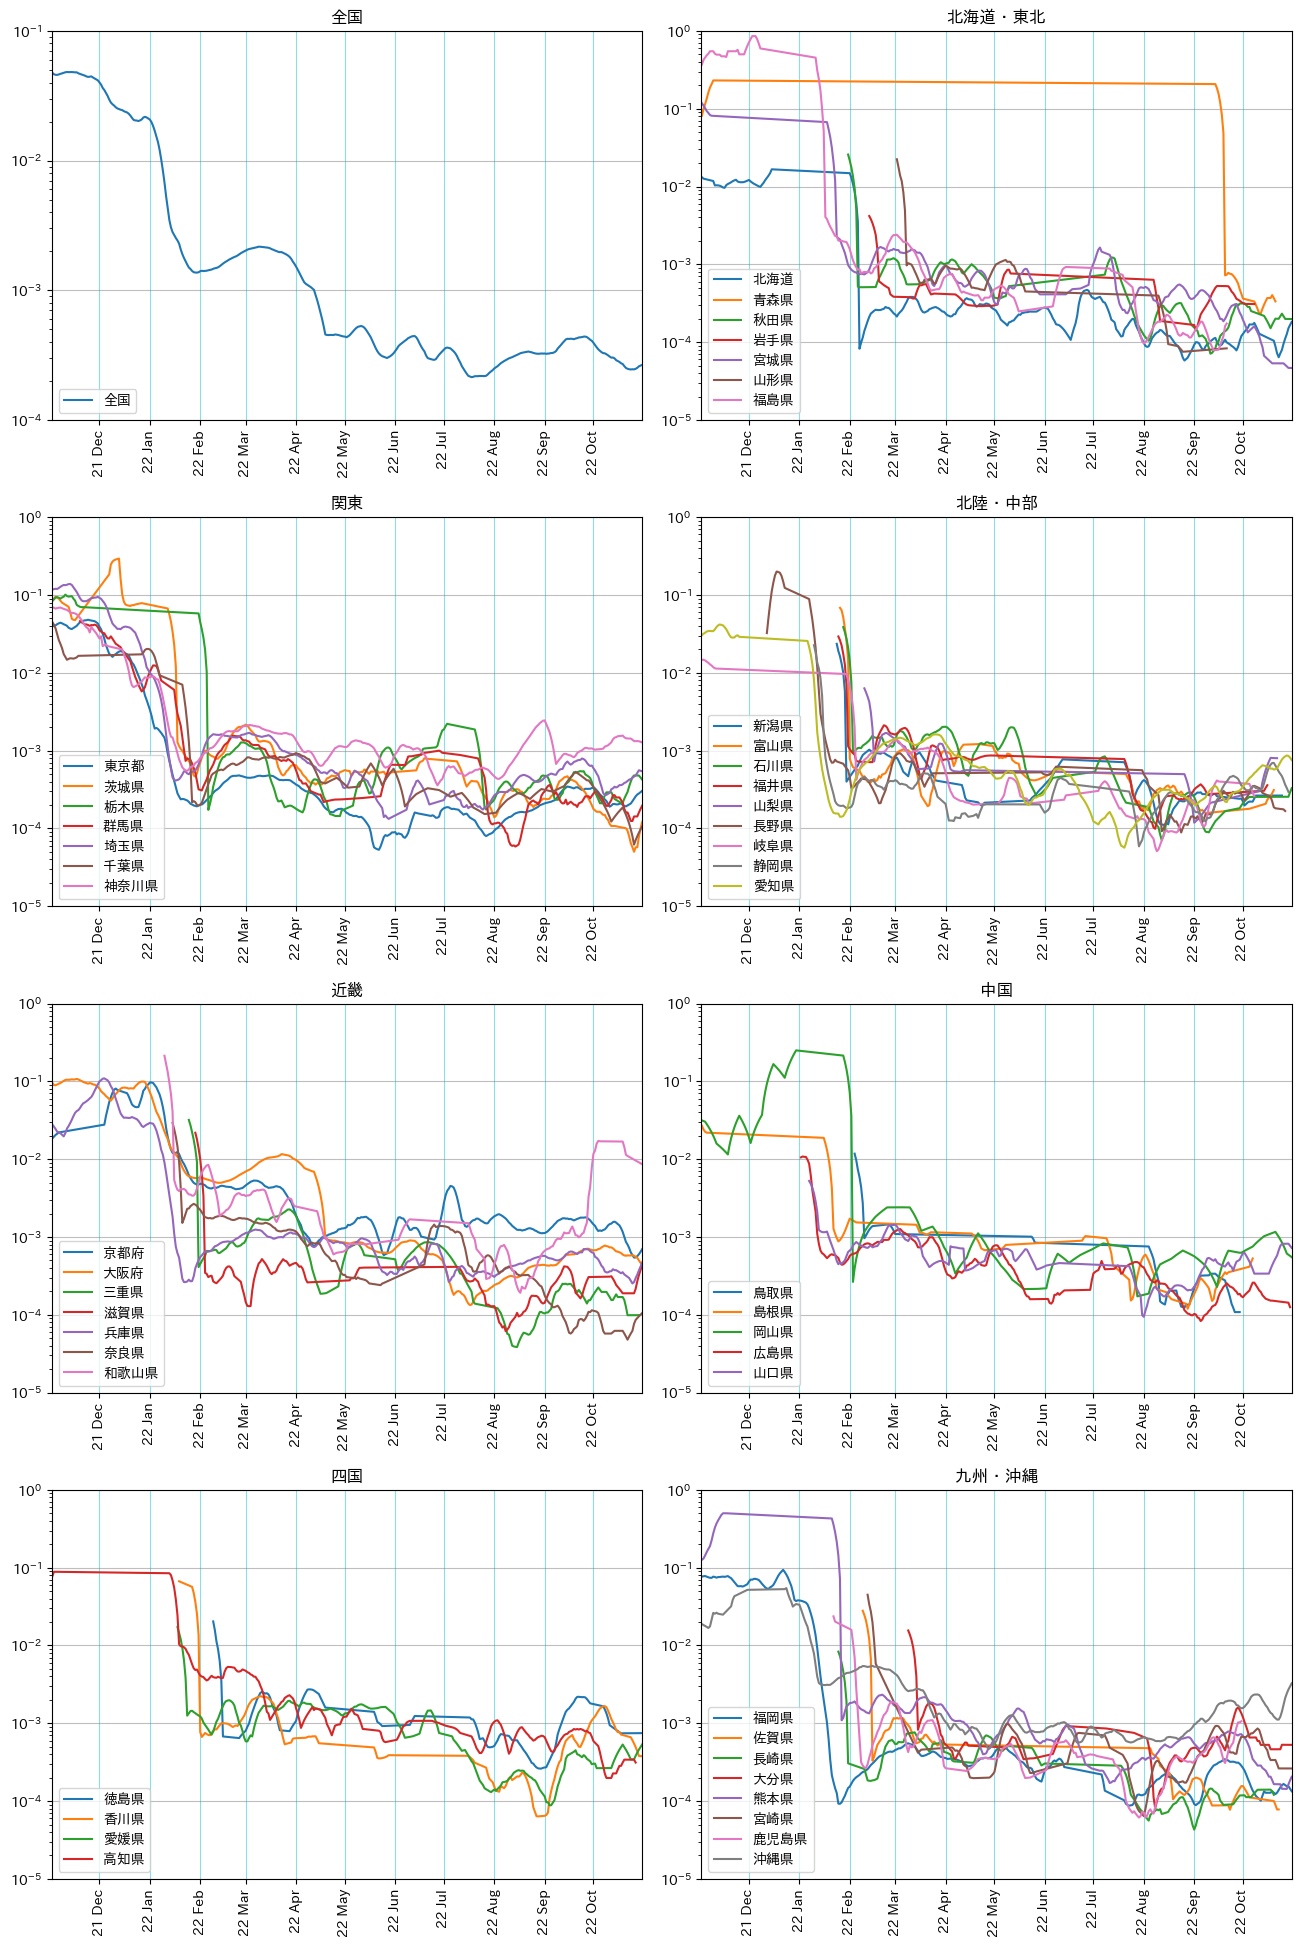 全国
10⁻¹
10⁻²
10⁻³
10⁻⁴
全国
21 Dec
22 Jan
22 Feb
22 Mar
22 Apr
22 May
22 Jun
22 Jul
22 Aug
22 Sep
22 Oct
北海道・東北
10⁰
10⁻¹
10⁻²
10⁻³
10⁻⁴
10⁻⁵
北海道
青森県
秋田県
岩手県
宮城県
山形県
福島県
21 Dec
22 Jan
22 Feb
22 Mar
22 Apr
22 May
22 Jun
22 Jul
22 Aug
22 Sep
22 Oct
関東
10⁰
10⁻¹
10⁻²
10⁻³
10⁻⁴
10⁻⁵
東京都
茨城県
栃木県
群馬県
埼玉県
千葉県
神奈川県
21 Dec
22 Jan
22 Feb
22 Mar
22 Apr
22 May
22 Jun
22 Jul
22 Aug
22 Sep
22 Oct
北陸・中部
10⁰
10⁻¹
10⁻²
10⁻³
10⁻⁴
10⁻⁵
新潟県
富山県
石川県
福井県
山梨県
長野県
岐阜県
静岡県
愛知県
21 Dec
22 Jan
22 Feb
22 Mar
22 Apr
22 May
22 Jun
22 Jul
22 Aug
22 Sep
22 Oct
近畿
10⁰
10⁻¹
10⁻²
10⁻³
10⁻⁴
10⁻⁵
京都府
大阪府
三重県
滋賀県
兵庫県
奈良県
和歌山県
21 Dec
22 Jan
22 Feb
22 Mar
22 Apr
22 May
22 Jun
22 Jul
22 Aug
22 Sep
22 Oct
中国
10⁰
10⁻¹
10⁻²
10⁻³
10⁻⁴
10⁻⁵
鳥取県
島根県
岡山県
広島県
山口県
21 Dec
22 Jan
22 Feb
22 Mar
22 Apr
22 May
22 Jun
22 Jul
22 Aug
22 Sep
22 Oct
四国
10⁰
10⁻¹
10⁻²
10⁻³
10⁻⁴
10⁻⁵
徳島県
香川県
愛媛県
高知県
21 Dec
22 Jan
22 Feb
22 Mar
22 Apr
22 May
22 Jun
22 Jul
22 Aug
22 Sep
22 Oct
九州・沖縄
10⁰
10⁻¹
10⁻²
10⁻³
10⁻⁴
10⁻⁵
福岡県
佐賀県
長崎県
大分県
熊本県
宮崎県
鹿児島県
沖縄県
21 Dec
22 Jan
22 Feb
22 Mar
22 Apr
22 May
22 Jun
22 Jul
22 Aug
22 Sep
22 Oct